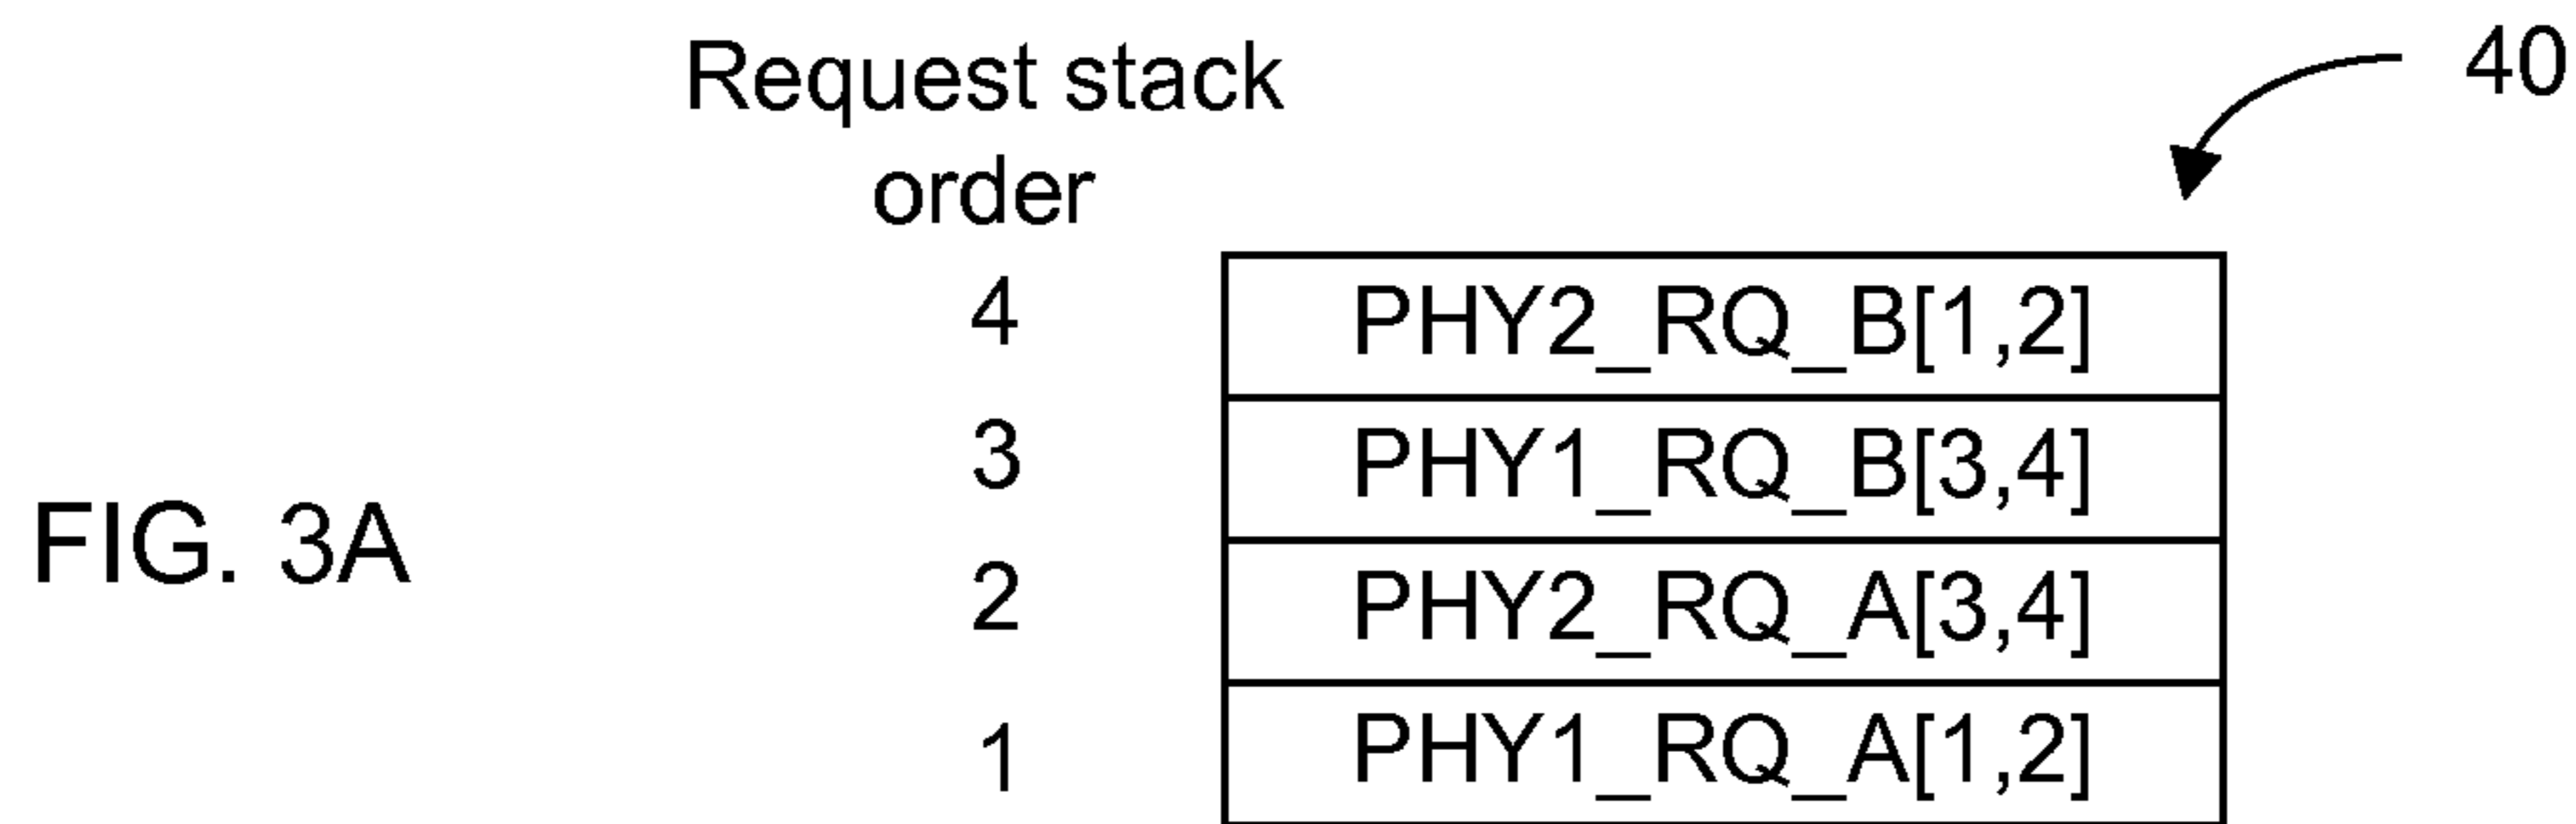 Request stack
order
40
4 PHY2_RQ_B[1,2]
3 PHY1_RQ_B[3,4]
2 PHY2_RQ_A[3,4]
1 PHY1_RQ_A[1,2]
FIG. 3A